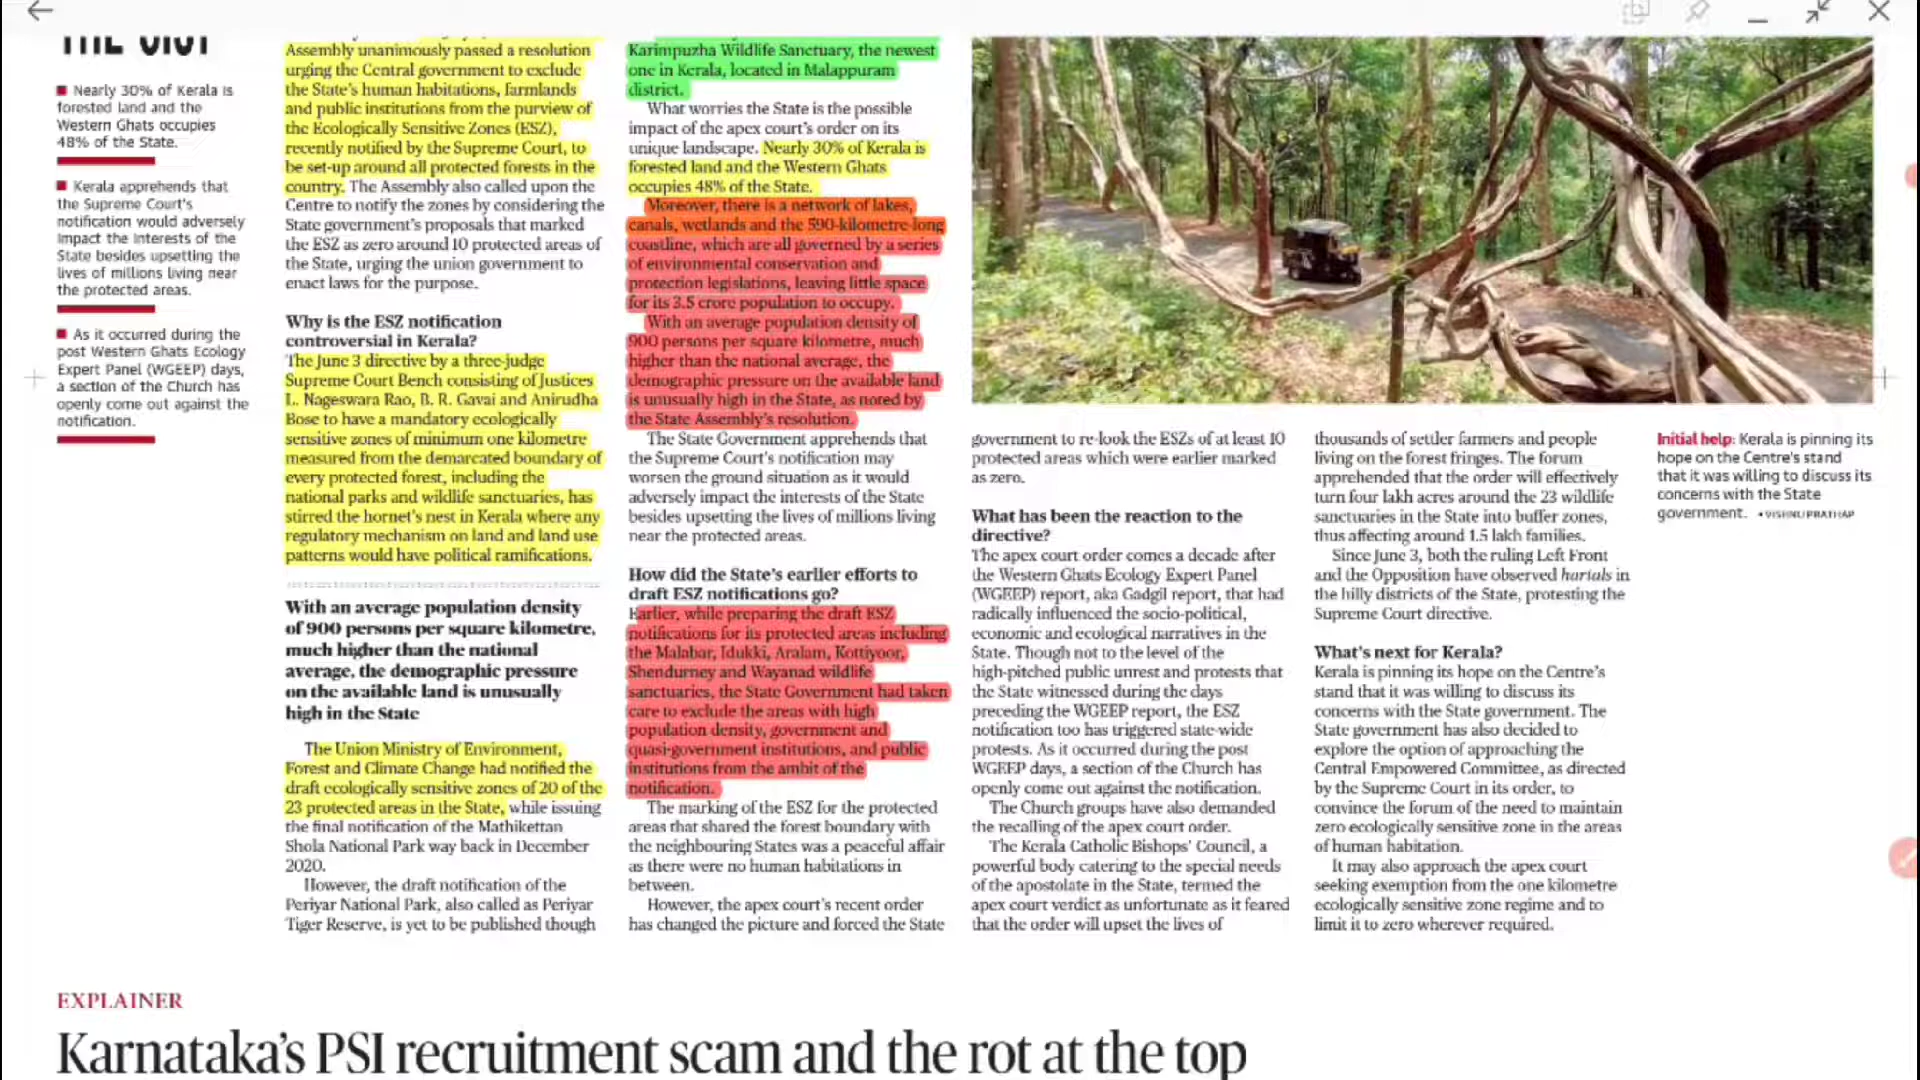 THE GIST
■ Nearly 30% of Kerala is
forested land and the
Western Ghats occupies
48% of the State.
■ Kerala apprehends that
the Supreme Court's
notification would adversely
impact the interests of the
State besides upsetting the
lives of millions living near
the protected areas.
■ As it occurred during the
post Western Ghats Ecology
Expert Panel (WGEEP) days,
a section of the Church has
openly come out against the
notification.
Assembly unanimously passed a resolution
urging the Central government to exclude
the State's human habitations, farmlands
and public institutions from the purview of
the Ecologically Sensitive Zones (ESZ),
recently notified by the Supreme Court, to
be set-up around all protected forests in the
country. The Assembly also called upon the
Centre to notify the zones by considering the
State government's proposals that marked
the ESZ as zero around 10 protected areas of
the State, urging the union government to
enact laws for the purpose.
Why is the ESZ notification
controversial in Kerala?
The June 3 directive by a three-judge
Supreme Court Bench consisting of Justices
L. Nageswara Rao, B. R. Gavai and Anirudha
Bose to have a mandatory ecologically
sensitive zones of minimum one kilometre
measured from the demarcated boundary of
every protected forest, including the
national parks and wildlife sanctuaries, has
stirred the hornet's nest in Kerala where any
regulatory mechanism on land and land use
patterns would have political ramifications.
With an average population density
of 900 persons per square kilometre,
much higher than the national
average, the demographic pressure
on the available land is unusually
high in the State
The Union Ministry of Environment,
Forest and Climate Change had notified the
draft ecologically sensitive zones of 20 of the
23 protected areas in the State, while issuing
the final notification of the Mathikettan
Shola National Park way back in December
2020.
However, the draft notification of the
Periyar National Park, also called as Periyar
Tiger Reserve, is yet to be published though
Karimpuzha Wildlife Sanctuary, the newest
one in Kerala, located in Malappuram
district.
What worries the State is the possible
impact of the apex court's order on its
unique landscape. Nearly 30% of Kerala is
forested land and the Western Ghats
occupies 48% of the State.
Moreover, there is a network of lakes,
canals, wetlands and the 590-kilometre-long
coastline, which are all governed by a series
of environmental conservation and
protection legislations, leaving little space
for its 3.5 crore population to occupy.
With an average population density of
900 persons per square kilometre, much
higher than the national average, the
demographic pressure on the available land
is unusually high in the State, as noted by
the State Assembly's resolution.
The State Government apprehends that
the Supreme Court's notification may
worsen the ground situation as it would
adversely impact the interests of the State
besides upsetting the lives of millions living
near the protected areas.
How did the State's earlier efforts to
draft ESZ notifications go?
Earlier, while preparing the draft ESZ
notifications for its protected areas including
the Malabar, Idukki, Aralam, Kottiyoor,
Shendurney and Wayanad wildlife
sanctuaries, the State Government had taken
care to exclude the areas with high
population density, government and
quasi-government institutions, and public
institutions from the ambit of the
notification.
The marking of the ESZ for the protected
areas that shared the forest boundary with
the neighbouring States was a peaceful affair
as there were no human habitations in
between.
However, the apex court's recent order
has changed the picture and forced the State
government to re-look the ESZs of at least 10
protected areas which were earlier marked
as zero.
What has been the reaction to the
directive?
The apex court order comes a decade after
the Western Ghats Ecology Expert Panel
(WGEEP) report, aka Gadgil report, that had
radically influenced the socio-political,
economic and ecological narratives in the
State. Though not to the level of the
high-pitched public unrest and protests that
the State witnessed during the days
preceding the WGEEP report, the ESZ
notification too has triggered state-wide
protests. As it occurred during the post
WGEEP days, a section of the Church has
openly come out against the notification.
The Church groups have also demanded
the recalling of the apex court order.
The Kerala Catholic Bishops' Council, a
powerful body catering to the special needs
of the apostolate in the State, termed the
apex court verdict as unfortunate as it feared
that the order will upset the lives of
thousands of settler farmers and people
living on the forest fringes. The forum
apprehended that the order will effectively
turn four lakh acres around the 23 wildlife
sanctuaries in the State into buffer zones,
thus affecting around 1.5 lakh families.
Since June 3, both the ruling Left Front
and the Opposition have observed hartals in
the hilly districts of the State, protesting the
Supreme Court directive.
What's next for Kerala?
Kerala is pinning its hope on the Centre's
stand that it was willing to discuss its
concerns with the State government. The
State government has also decided to
explore the option of approaching the
Central Empowered Committee, as directed
by the Supreme Court in its order, to
convince the forum of the need to maintain
zero ecologically sensitive zone in the areas
of human habitation.
It may also approach the apex court
seeking exemption from the one kilometre
ecologically sensitive zone regime and to
limit it to zero wherever required.
Initial help: Kerala is pinning its
hope on the Centre's stand
that it was willing to discuss its
concerns with the State
government. • VISHNU PRATHAP
EXPLAINER
Karnataka's PSI recruitment scam and the rot at the top